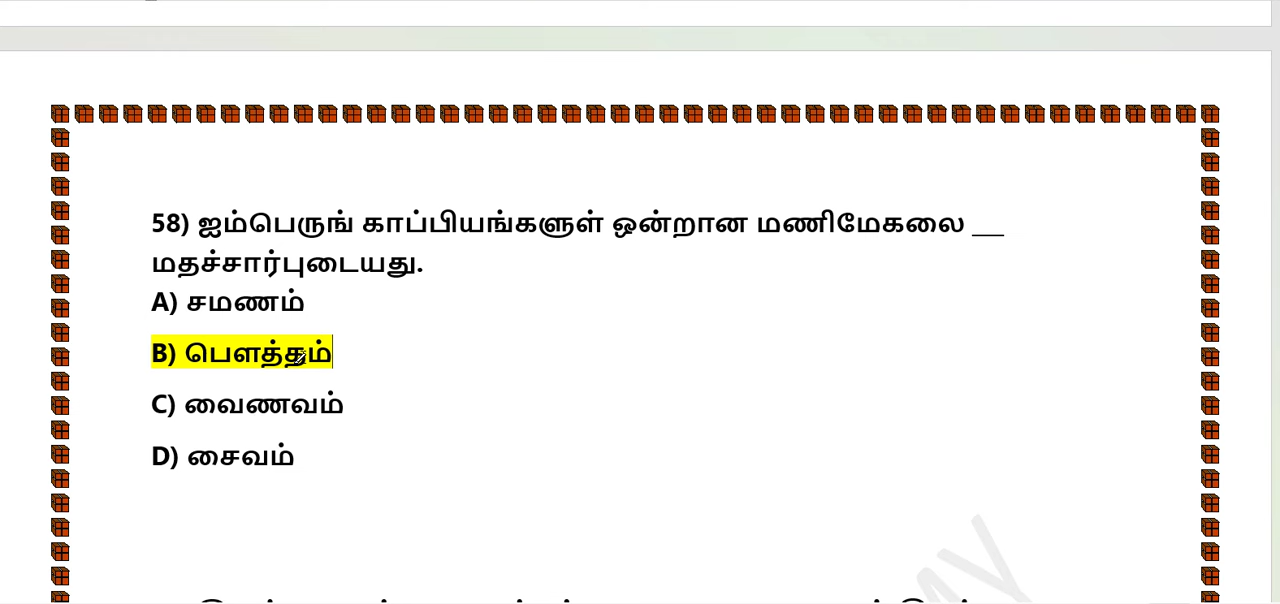 58) ஐம்பெருங் காப்பியங்களுள் ஒன்றான மணிமேகலை ___
மதச்சார்புடையது.
A) சமணம்
B) பௌத்தம்
C) வைணவம்
D) சைவம்